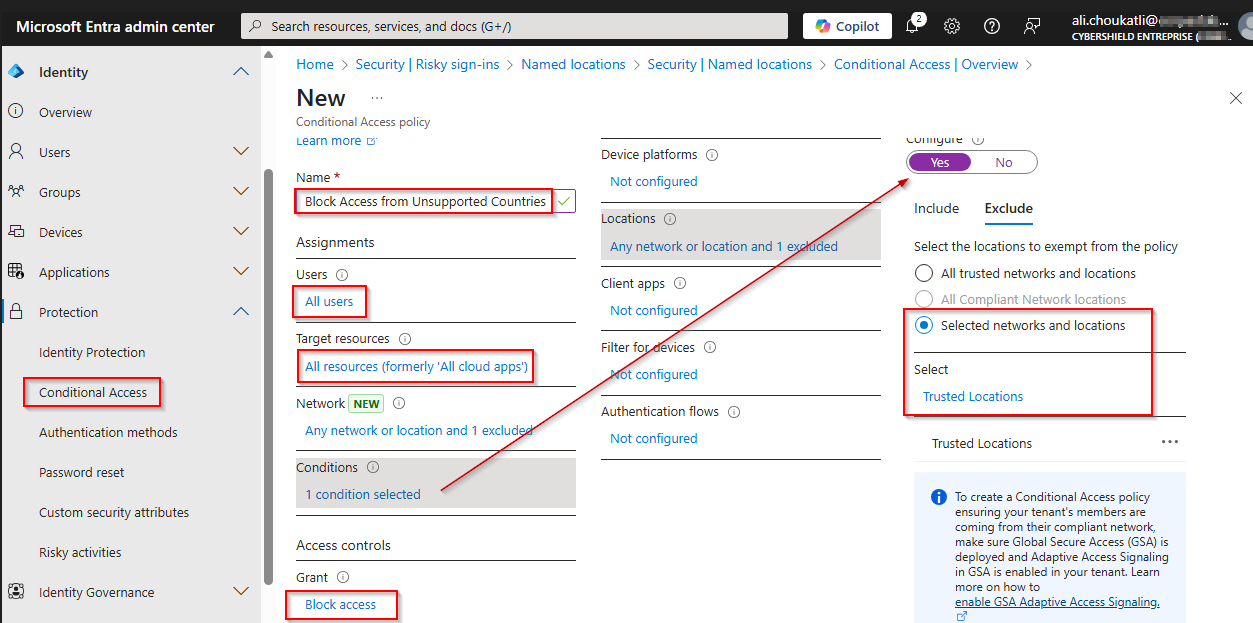 Microsoft Entra admin center
Search resources, services, and docs (G+/)
Copilot
2
ali.choukatli@
CYBERSHIELD ENTREPRISE (
Home > Security | Risky sign-ins > Named locations > Security | Named locations > Conditional Access | Overview >
New ...
Conditional Access policy
Identity
Overview
Users
Groups
Devices
Applications
Protection
Identity Protection
Conditional Access
Authentication methods
Password reset
Custom security attributes
Risky activities
Identity Governance
Learn more
Name *
Block Access from Unsupported Countries
Assignments
Users
All users
Target resources
All resources (formerly 'All cloud apps')
Network NEW
Any network or location and 1 excluded
Conditions
1 condition selected
Access controls
Grant
Block access
Device platforms
Not configured
Locations
Any network or location and 1 excluded
Client apps
Not configured
Filter for devices
Not configured
Authentication flows
Not configured
Configure
Yes No
Include Exclude
Select the locations to exempt from the policy
All trusted networks and locations
All Compliant Network locations
Selected networks and locations
Select
Trusted Locations
Trusted Locations ...
To create a Conditional Access policy
ensuring your tenant's members are
coming from their compliant network,
make sure Global Secure Access (GSA) is
deployed and Adaptive Access Signaling
in GSA is enabled in your tenant. Learn
more on how to
enable GSA Adaptive Access Signaling.